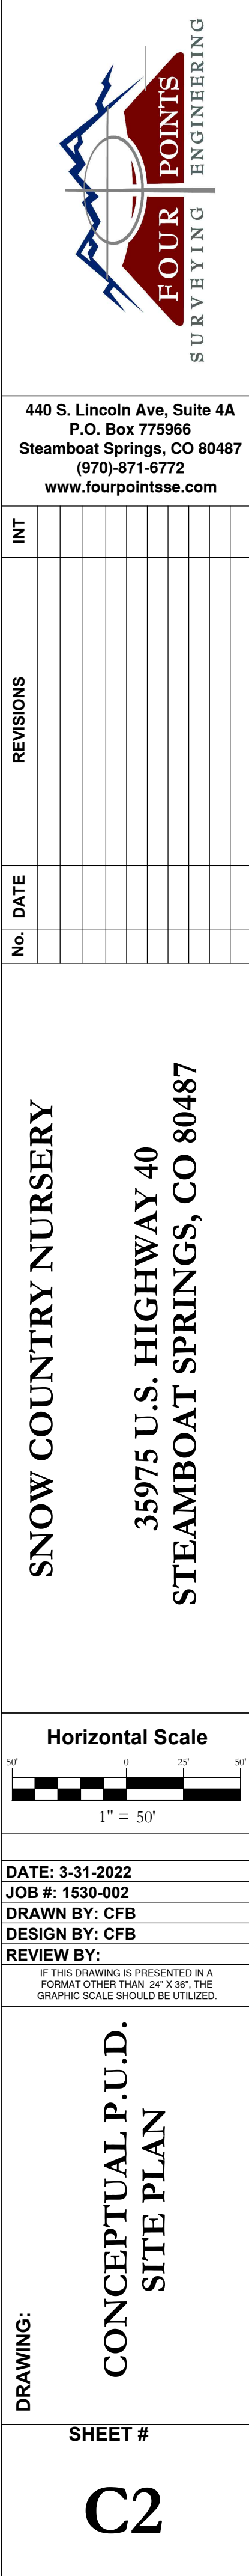 FOUR POINTS
SURVEYING ENGINEERING
440 S. Lincoln Ave, Suite 4A
P.O. Box 775966
Steamboat Springs, CO 80487
(970)-871-6772
www.fourpointsse.com
No. DATE REVISIONS INT
SNOW COUNTRY NURSERY
35975 U.S. HIGHWAY 40
STEAMBOAT SPRINGS, CO 80487
Horizontal Scale
50' 0 25' 50'
1" = 50'
DATE: 3-31-2022
JOB #: 1530-002
DRAWN BY: CFB
DESIGN BY: CFB
REVIEW BY:
IF THIS DRAWING IS PRESENTED IN A
FORMAT OTHER THAN 24" X 36", THE
GRAPHIC SCALE SHOULD BE UTILIZED.
DRAWING:
CONCEPTUAL P.U.D.
SITE PLAN
SHEET #
C2